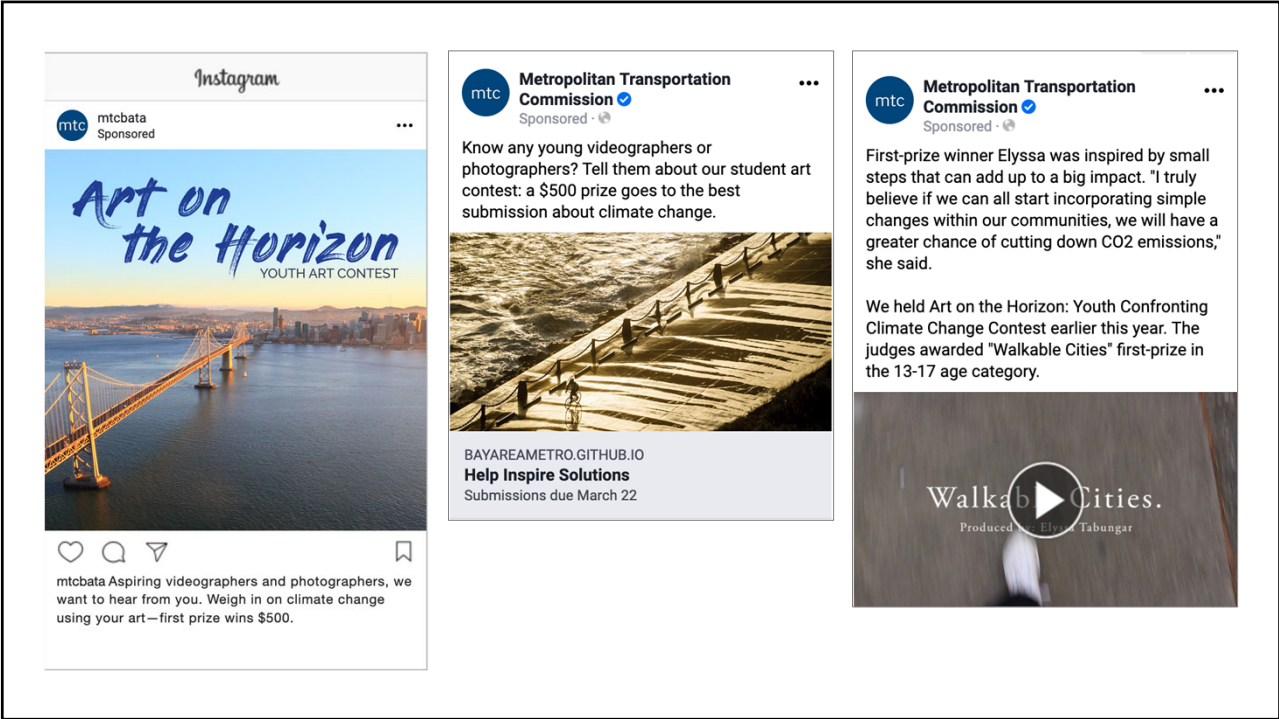 Instagram
mtc
mtcbata
Sponsored
Art on
the Horizon
YOUTH ART CONTEST
mtcbata Aspiring videographers and photographers, we
want to hear from you. Weigh in on climate change
using your art—first prize wins $500.
mtc
Metropolitan Transportation
Commission
Sponsored ·
Know any young videographers or
photographers? Tell them about our student art
contest: a $500 prize goes to the best
submission about climate change.
BAYAREAMETRO.GITHUB.IO
Help Inspire Solutions
Submissions due March 22
mtc
Metropolitan Transportation
Commission
Sponsored ·
First-prize winner Elyssa was inspired by small
steps that can add up to a big impact. "I truly
believe if we can all start incorporating simple
changes within our communities, we will have a
greater chance of cutting down CO2 emissions,"
she said.
We held Art on the Horizon: Youth Confronting
Climate Change Contest earlier this year. The
judges awarded "Walkable Cities" first-prize in
the 13-17 age category.
Walkable Cities.
Produced by: Elyssa Tabungar